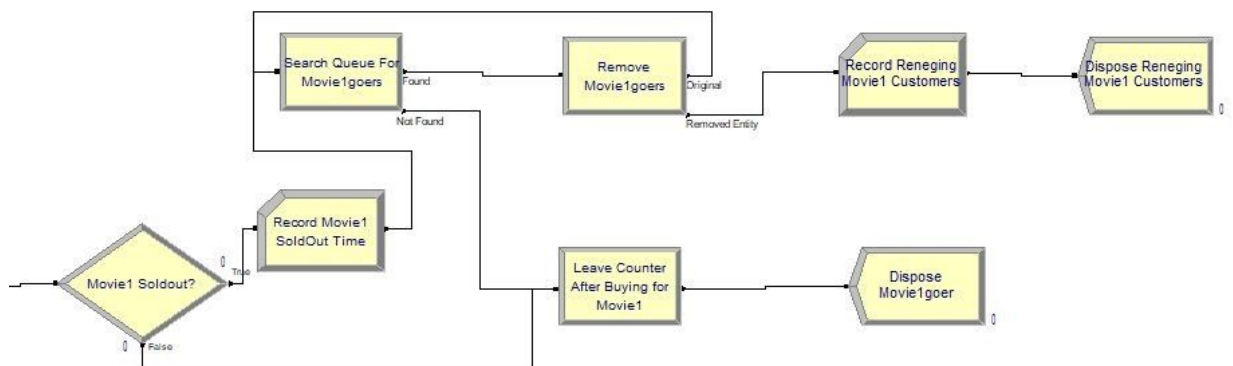 Search Queue For
Movie1goers
Found
Not Found
Remove
Movie1goers
Original
Removed Entity
Record Reneging
Movie1 Customers
Dispose Reneging
Movie1 Customers
0
Movie1 Soldout?
0
True
0
False
Record Movie1
SoldOut Time
Leave Counter
After Buying for
Movie1
Dispose
Movie1goer
0